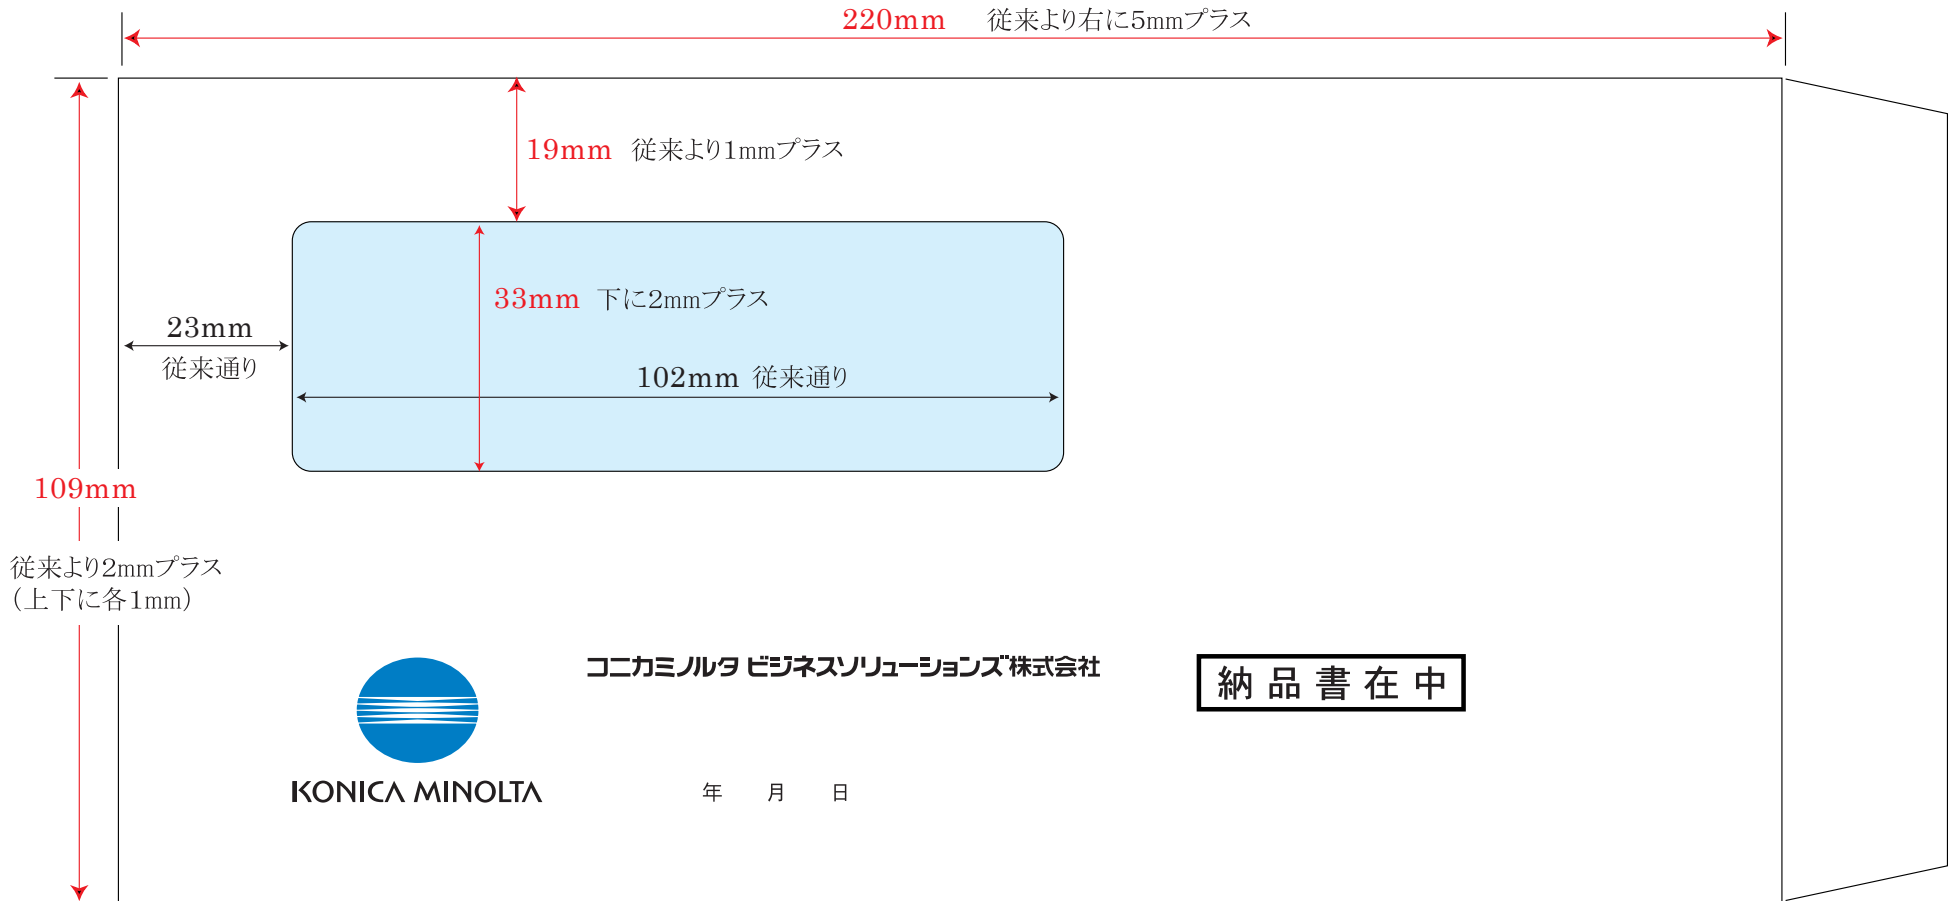 220mm 従来より右に5mmプラス
19mm 従来より1mmプラス
33mm 下に2mmプラス
23mm
従来通り
102mm 従来通り
109mm
従来より2mmプラス
（上下に各1mm）
コニカミノルタ ビジネスソリューションズ株式会社
納品書在中
KONICA MINOLTA
年 月 日